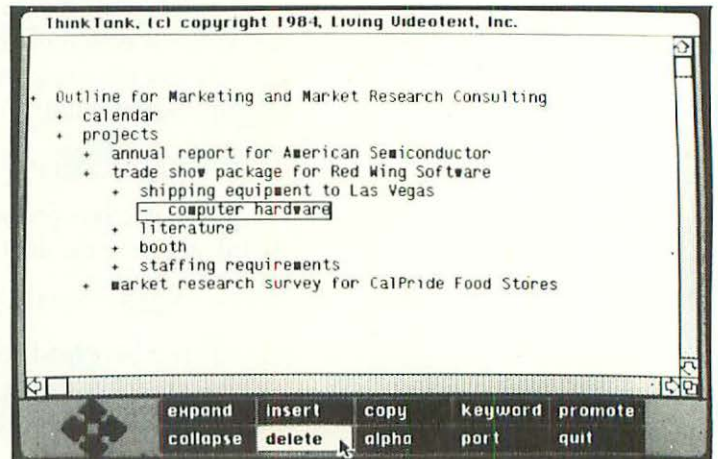 ThinkTank, (c) copyright 1984, Living Videotext, Inc.
+ Outline for Marketing and Market Research Consulting
+ calendar
+ projects
+ annual report for American Semiconductor
+ trade show package for Red Wing Software
+ shipping equipment to Las Vegas
- computer hardware
+ literature
+ booth
+ staffing requirements
+ market research survey for CalPride Food Stores
expand insert copy keyword promote
collapse delete alpha port quit